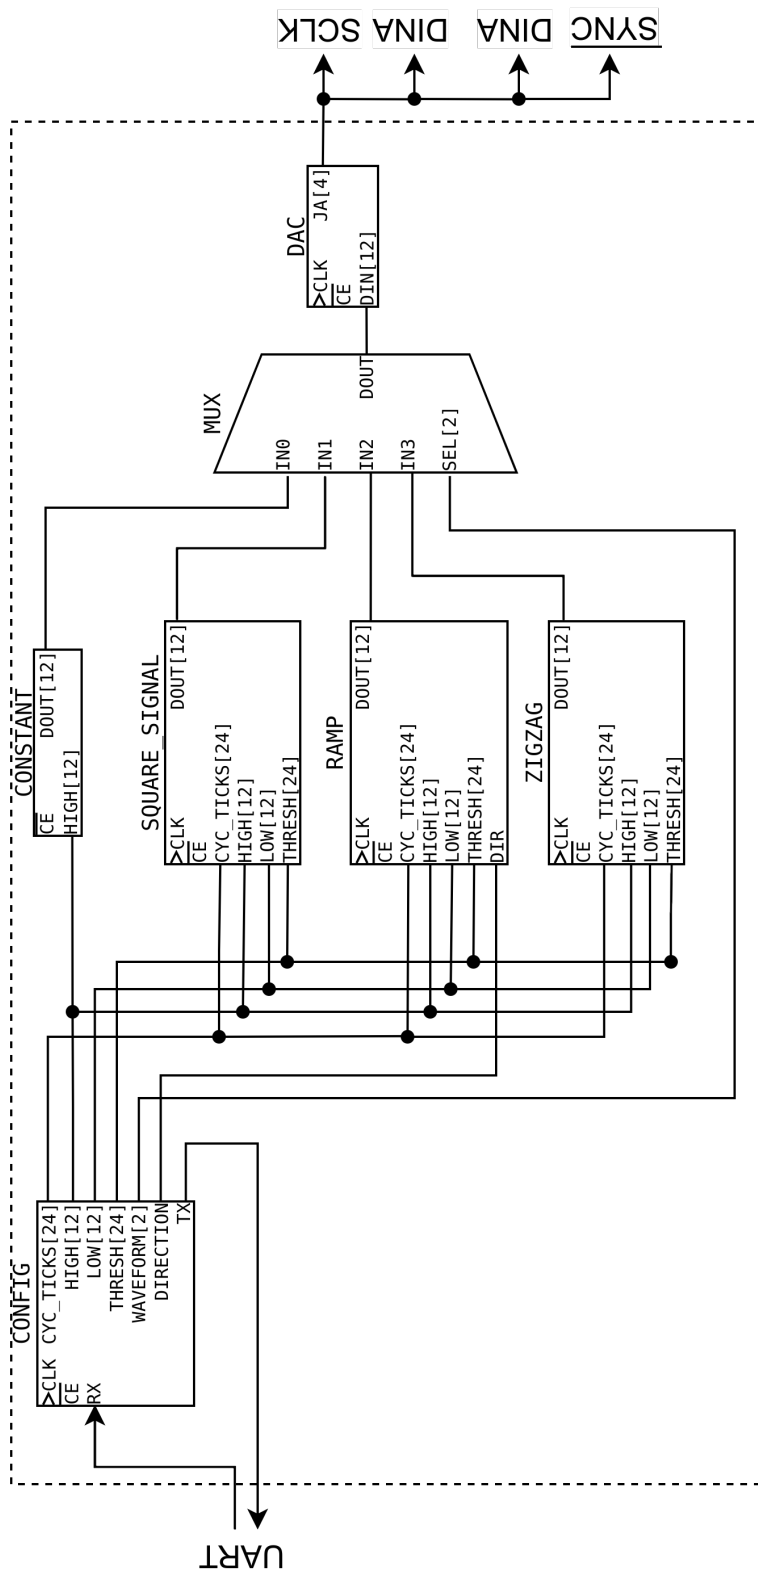 UART
CONFIG
CLK
CE
RX
CYC_TICKS[24]
HIGH[12]
LOW[12]
THRESH[24]
WAVEFORM[2]
DIRECTION
TX
CONSTANT
CE
HIGH[12]
DOUT[12]
SQUARE_SIGNAL
CLK
CE
CYC_TICKS[24]
HIGH[12]
LOW[12]
THRESH[24]
DOUT[12]
RAMP
CLK
CE
CYC_TICKS[24]
HIGH[12]
LOW[12]
THRESH[24]
DIR
DOUT[12]
ZIGZAG
CLK
CE
CYC_TICKS[24]
HIGH[12]
LOW[12]
THRESH[24]
DOUT[12]
MUX
IN0
IN1
IN2
IN3
SEL[2]
DOUT
DAC
CLK
CE
DIN[12]
JA[4]
SCLK
DINA
DINA
SYNC